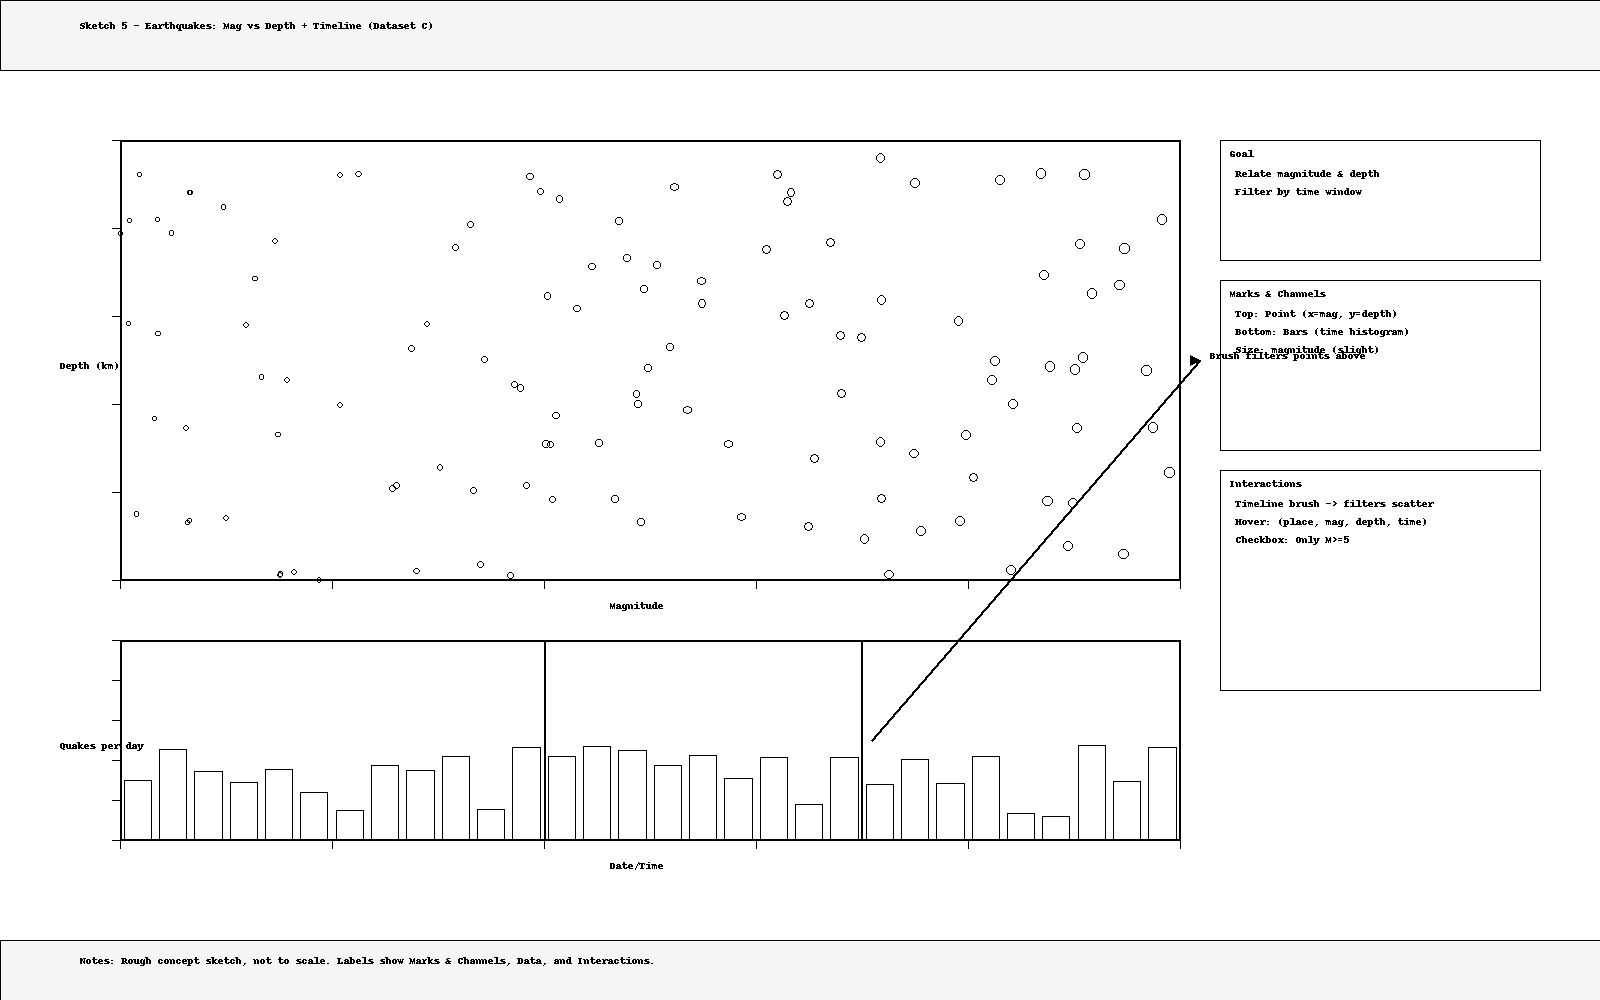 Sketch 5 - Earthquakes: Mag vs Depth + Timeline (Dataset C)
Goal
Relate magnitude & depth
Filter by time window
Marks & Channels
Top: Point (x=mag, y=depth)
Bottom: Bars (time histogram)
Size: magnitude (slight)
Brush filters points above
Depth (km)
Interactions
Timeline brush -> filters scatter
Hover: (place, mag, depth, time)
Checkbox: Only M>=5
Magnitude
Quakes per day
Date/Time
Notes: Rough concept sketch, not to scale. Labels show Marks & Channels, Data, and Interactions.